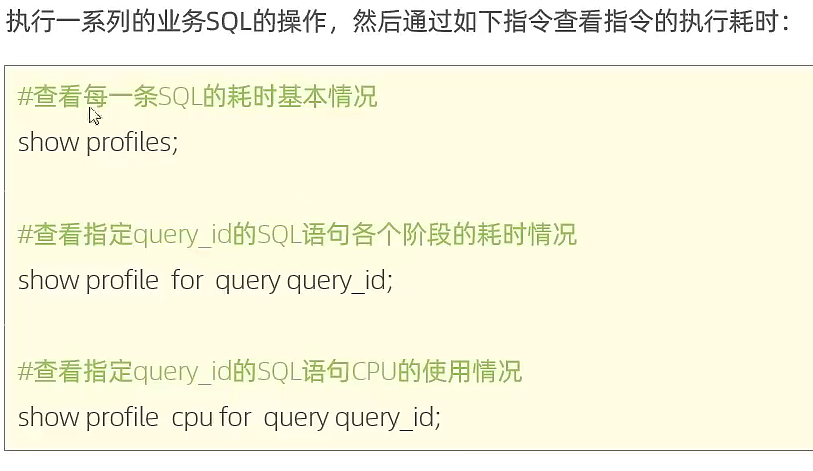 执行一系列的业务SQL的操作，然后通过如下指令查看指令的执行耗时：
#查看每一条SQL的耗时基本情况
show profiles;
#查看指定query_id的SQL语句各个阶段的耗时情况
show profile for query query_id;
#查看指定query_id的SQL语句CPU的使用情况
show profile cpu for query query_id;